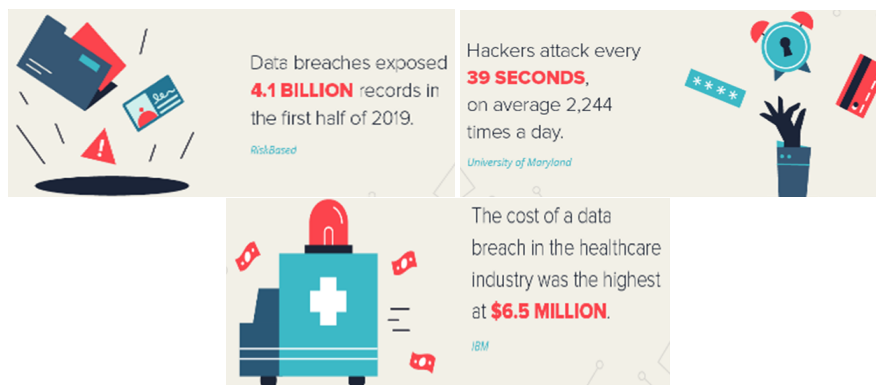 Data breaches exposed
4.1 BILLION records in
the first half of 2019.
RiskBased
Hackers attack every
39 SECONDS,
on average 2,244
times a day.
University of Maryland
The cost of a data
breach in the healthcare
industry was the highest
at $6.5 MILLION.
IBM